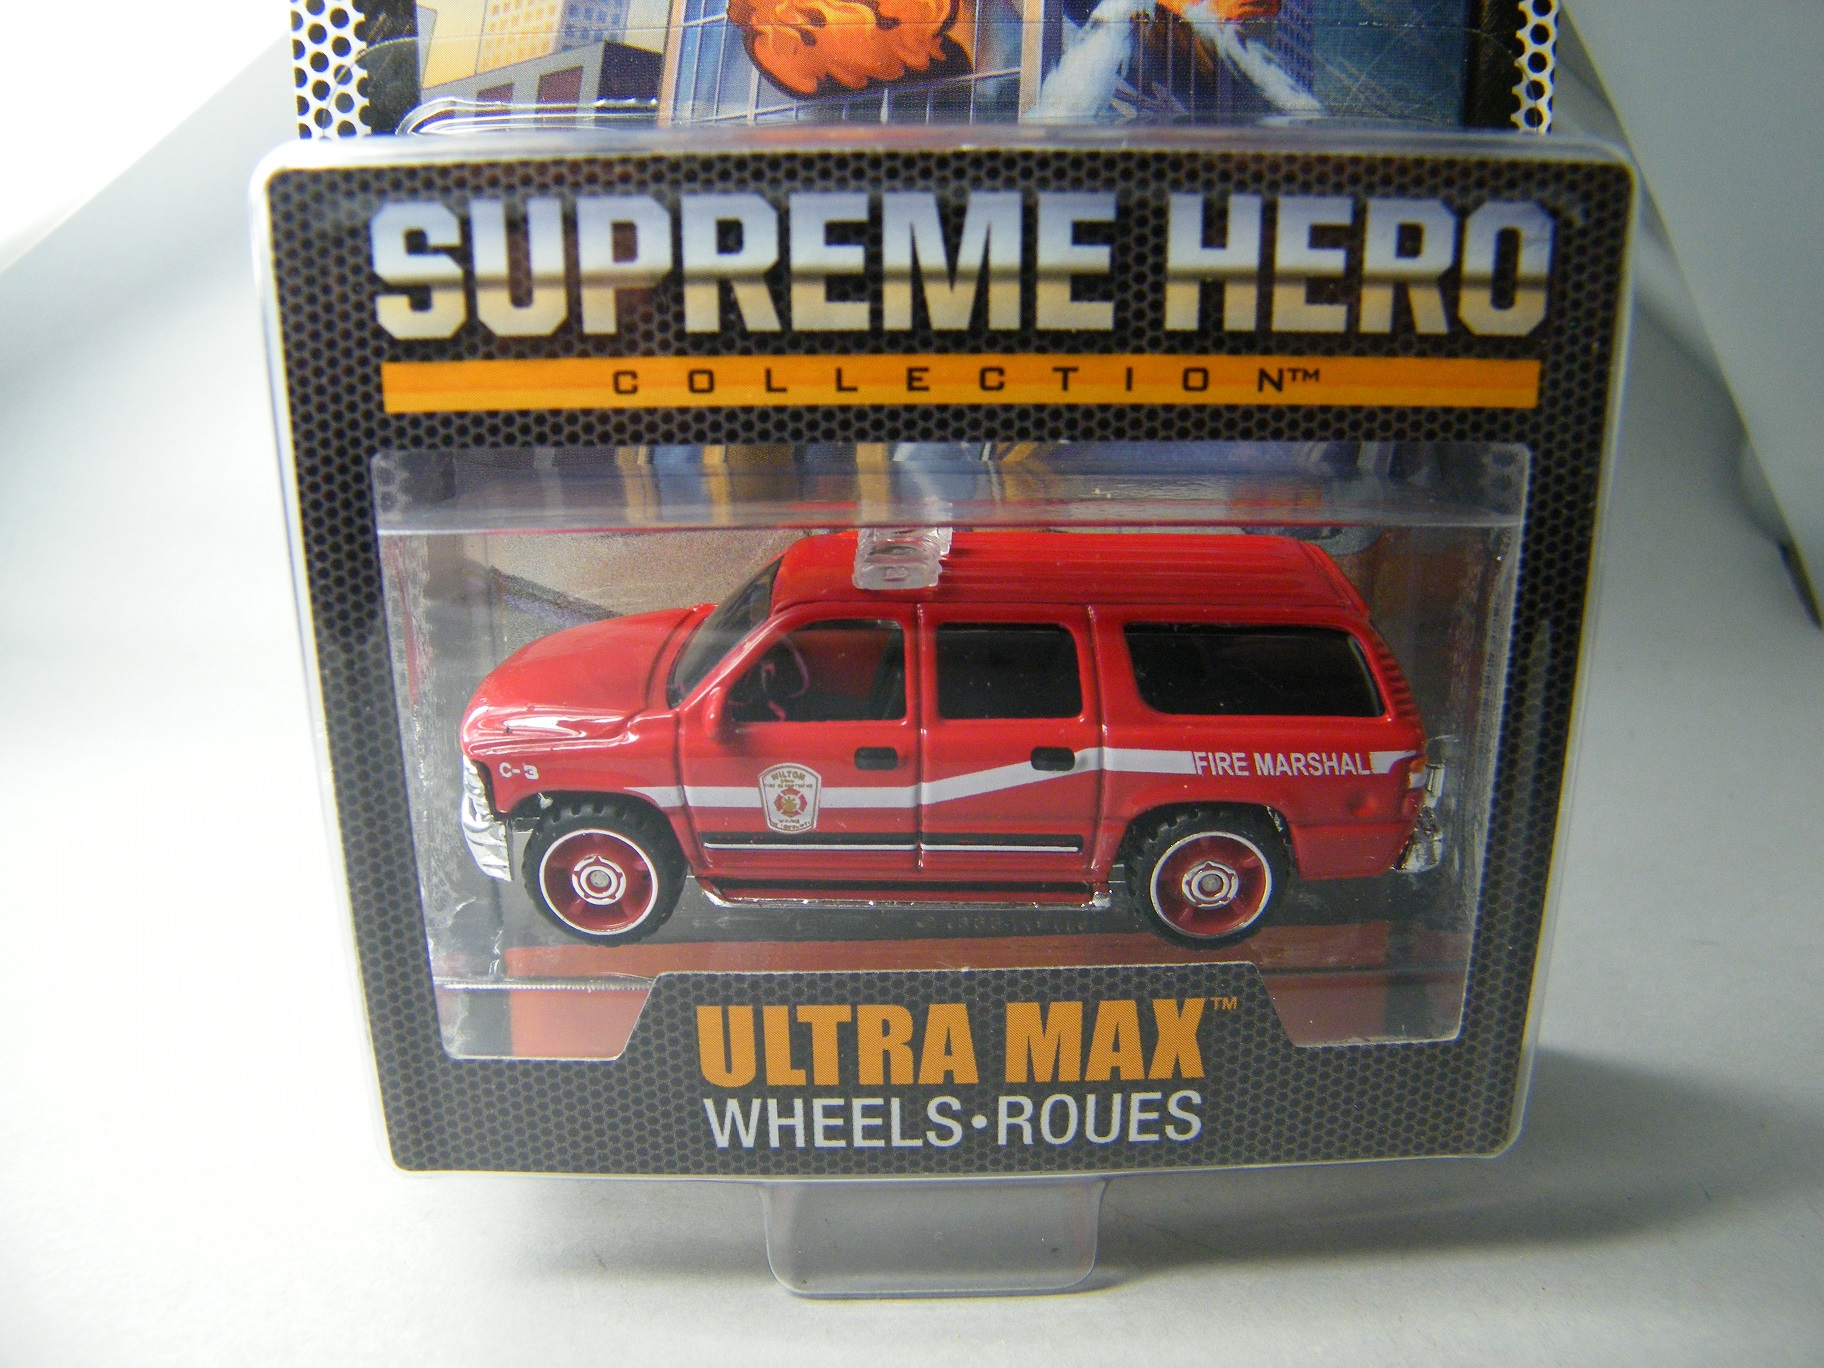 SUPREME HERO
COLLECTION™
C-3
WILTON
FIRE MARSHAL
ULTRA MAX™
WHEELS•ROUES